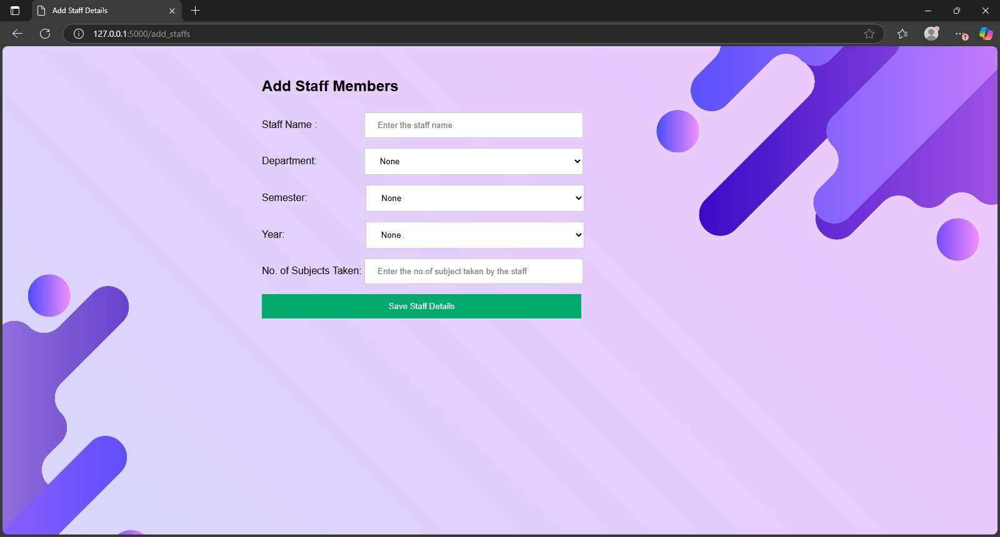 Add Staff Details
127.0.0.1:5000/add_staffs
Add Staff Members
Staff Name : Enter the staff name
Department: None
Semester: None
Year: None
No. of Subjects Taken: Enter the no.of subject taken by the staff
Save Staff Details